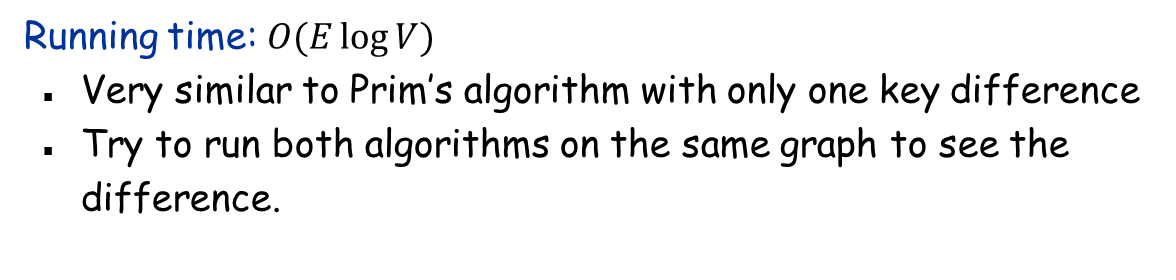 Running time: O(E log V)
▪ Very similar to Prim's algorithm with only one key difference
▪ Try to run both algorithms on the same graph to see the
difference.